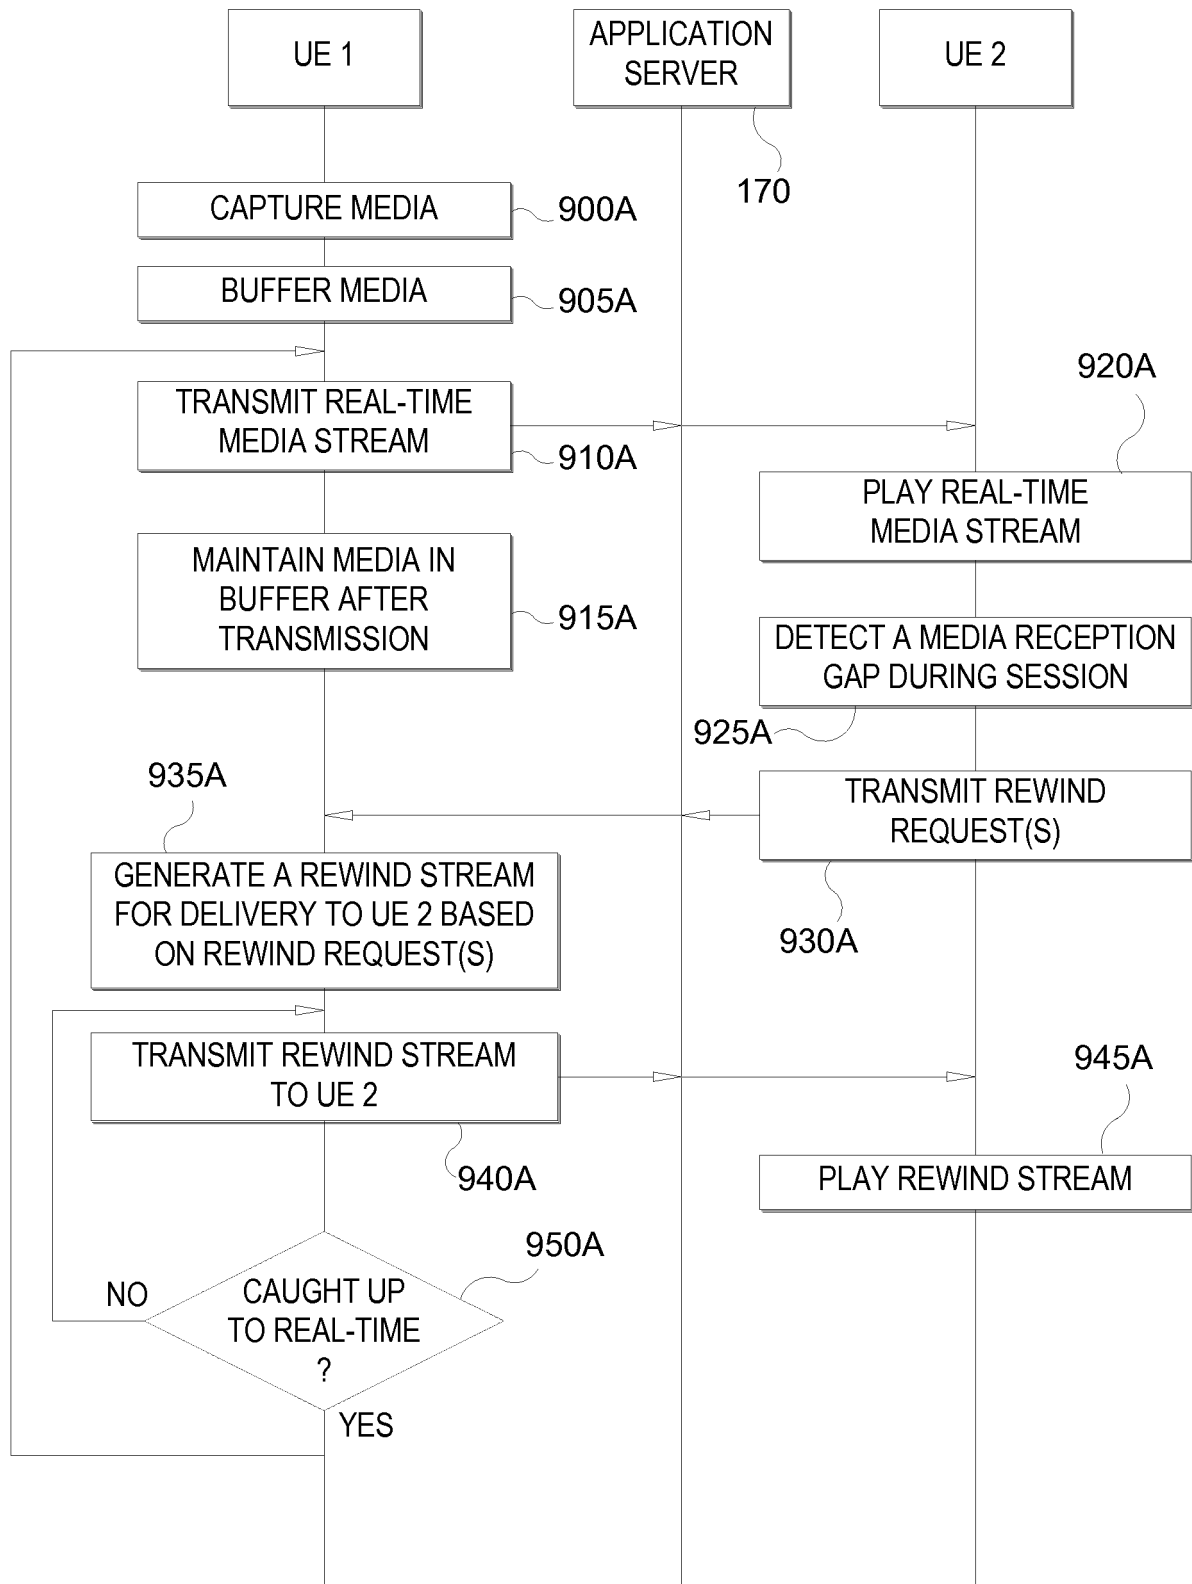 UE 1
APPLICATION
SERVER
UE 2
170
CAPTURE MEDIA
900A
BUFFER MEDIA
905A
TRANSMIT REAL-TIME
MEDIA STREAM
910A
920A
PLAY REAL-TIME
MEDIA STREAM
MAINTAIN MEDIA IN
BUFFER AFTER
TRANSMISSION
915A
DETECT A MEDIA RECEPTION
GAP DURING SESSION
925A
TRANSMIT REWIND
REQUEST(S)
930A
935A
GENERATE A REWIND STREAM
FOR DELIVERY TO UE 2 BASED
ON REWIND REQUEST(S)
TRANSMIT REWIND STREAM
TO UE 2
940A
945A
PLAY REWIND STREAM
950A
CAUGHT UP
TO REAL-TIME
?
NO
YES